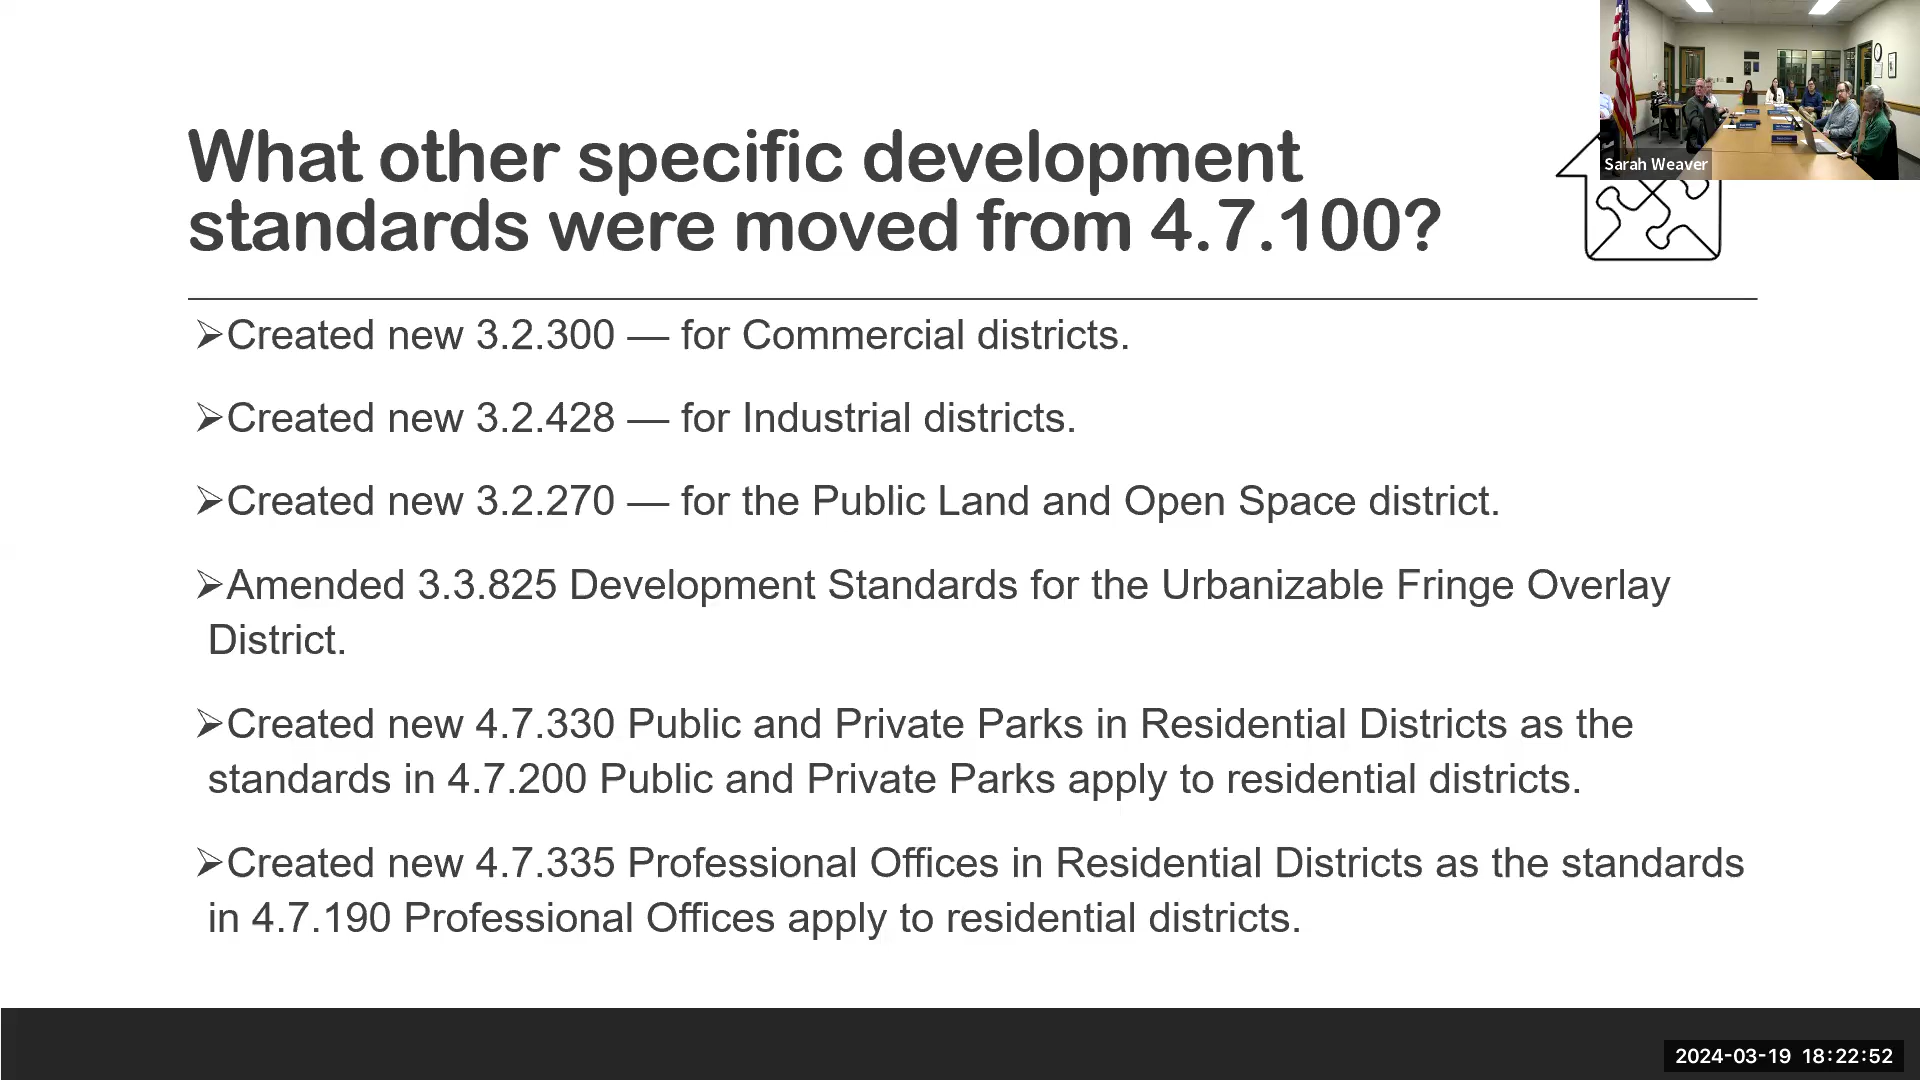 What other specific development
standards were moved from 4.7.100?
Sarah Weaver
➢Created new 3.2.300 — for Commercial districts.
➢Created new 3.2.428 — for Industrial districts.
➢Created new 3.2.270 — for the Public Land and Open Space district.
➢Amended 3.3.825 Development Standards for the Urbanizable Fringe Overlay
District.
➢Created new 4.7.330 Public and Private Parks in Residential Districts as the
standards in 4.7.200 Public and Private Parks apply to residential districts.
➢Created new 4.7.335 Professional Offices in Residential Districts as the standards
in 4.7.190 Professional Offices apply to residential districts.
2024-03-19 18:22:52